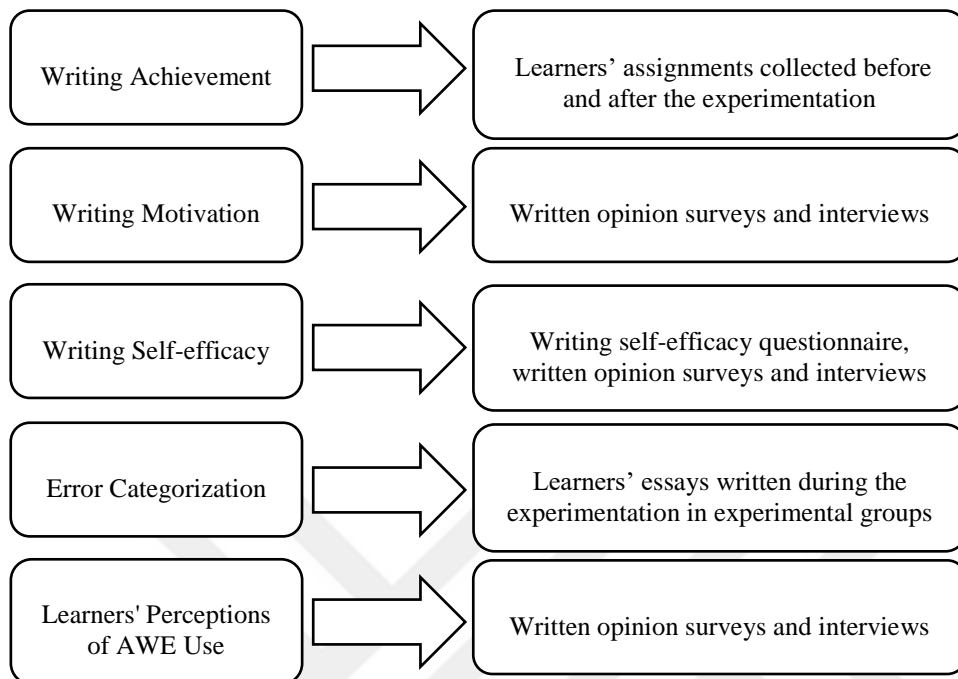 Writing Achievement
Learners’ assignments collected before
and after the experimentation
Writing Motivation
Written opinion surveys and interviews
Writing Self-efficacy
Writing self-efficacy questionnaire,
written opinion surveys and interviews
Error Categorization
Learners’ essays written during the
experimentation in experimental groups
Learners' Perceptions
of AWE Use
Written opinion surveys and interviews